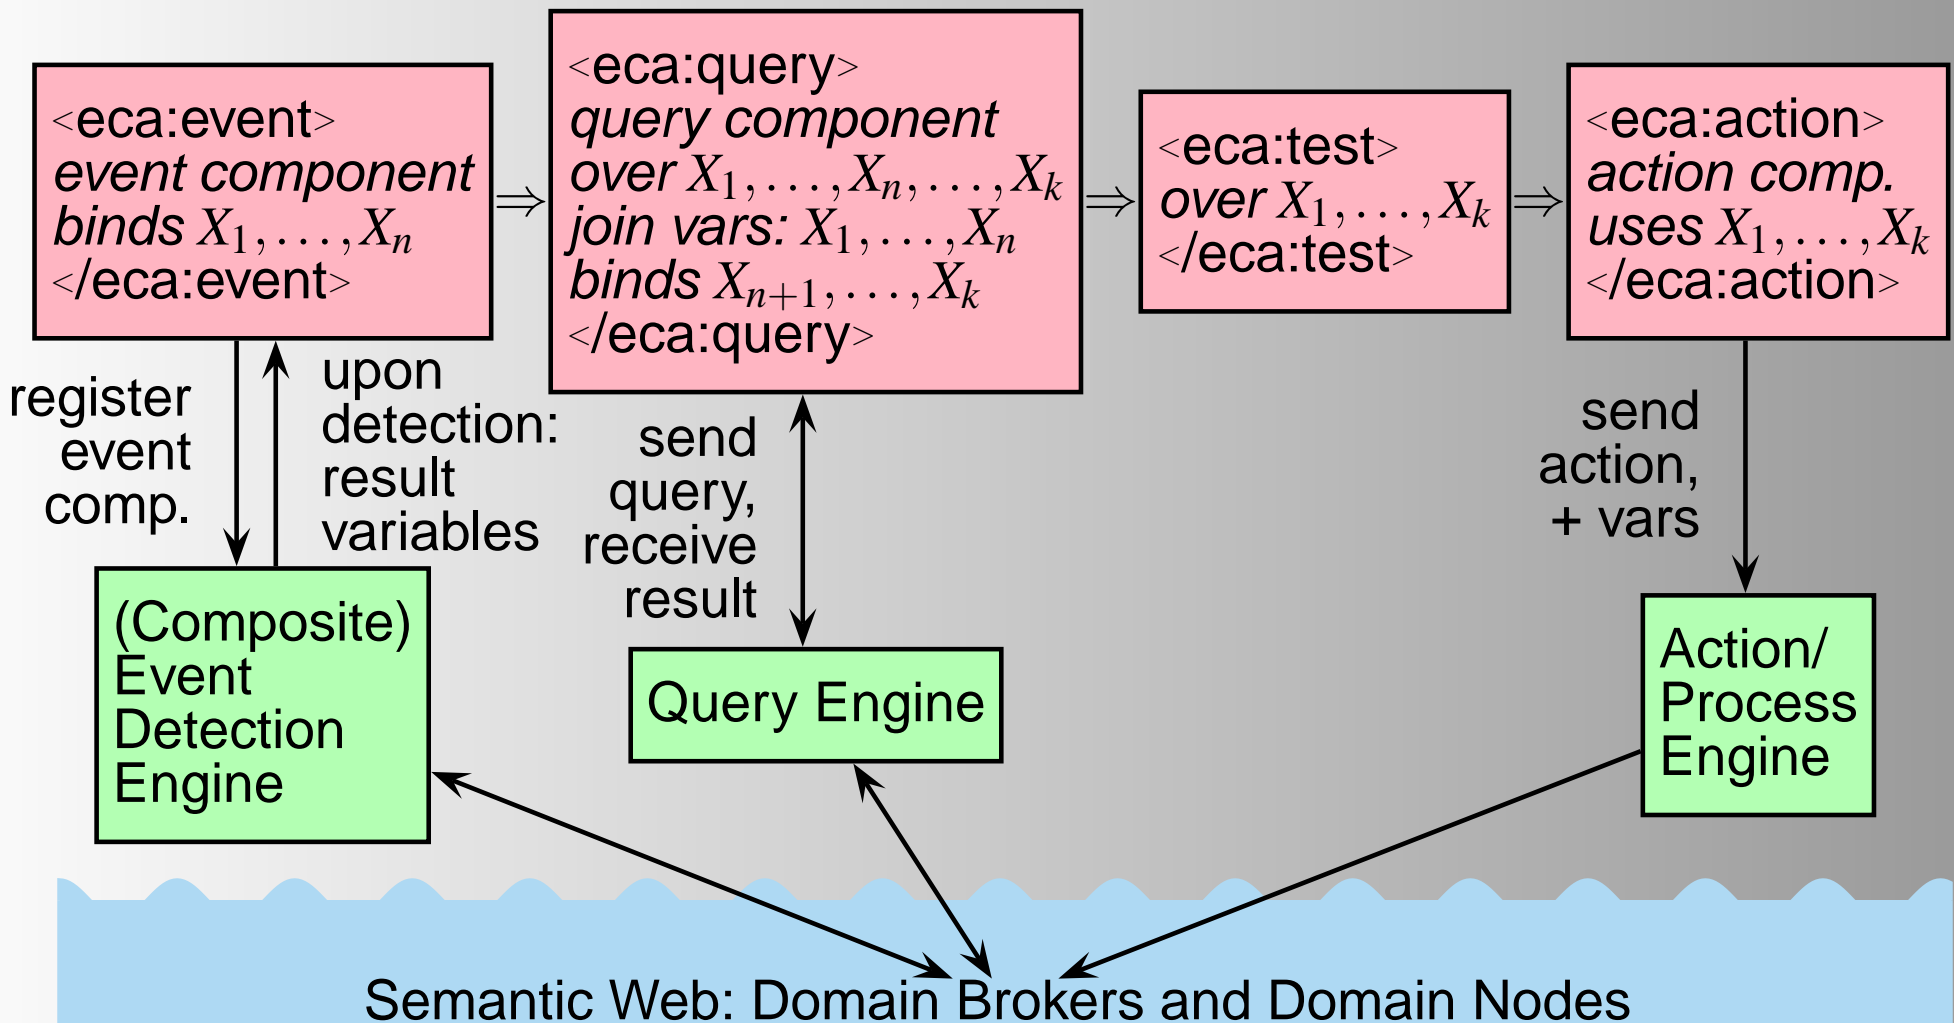 <eca:event>
event component
binds X1,...,Xn
</eca:event>
⇒
<eca:query>
query component
over X1,...,Xn,...,Xk
join vars: X1,...,Xn
binds Xn+1,...,Xk
</eca:query>
⇒
<eca:test>
over X1,...,Xk
</eca:test>
⇒
<eca:action>
action comp.
uses X1,...,Xk
</eca:action>
register
event
comp.
upon
detection:
result
variables
send
query,
receive
result
send
action,
+ vars
(Composite)
Event
Detection
Engine
Query Engine
Action/
Process
Engine
Semantic Web: Domain Brokers and Domain Nodes